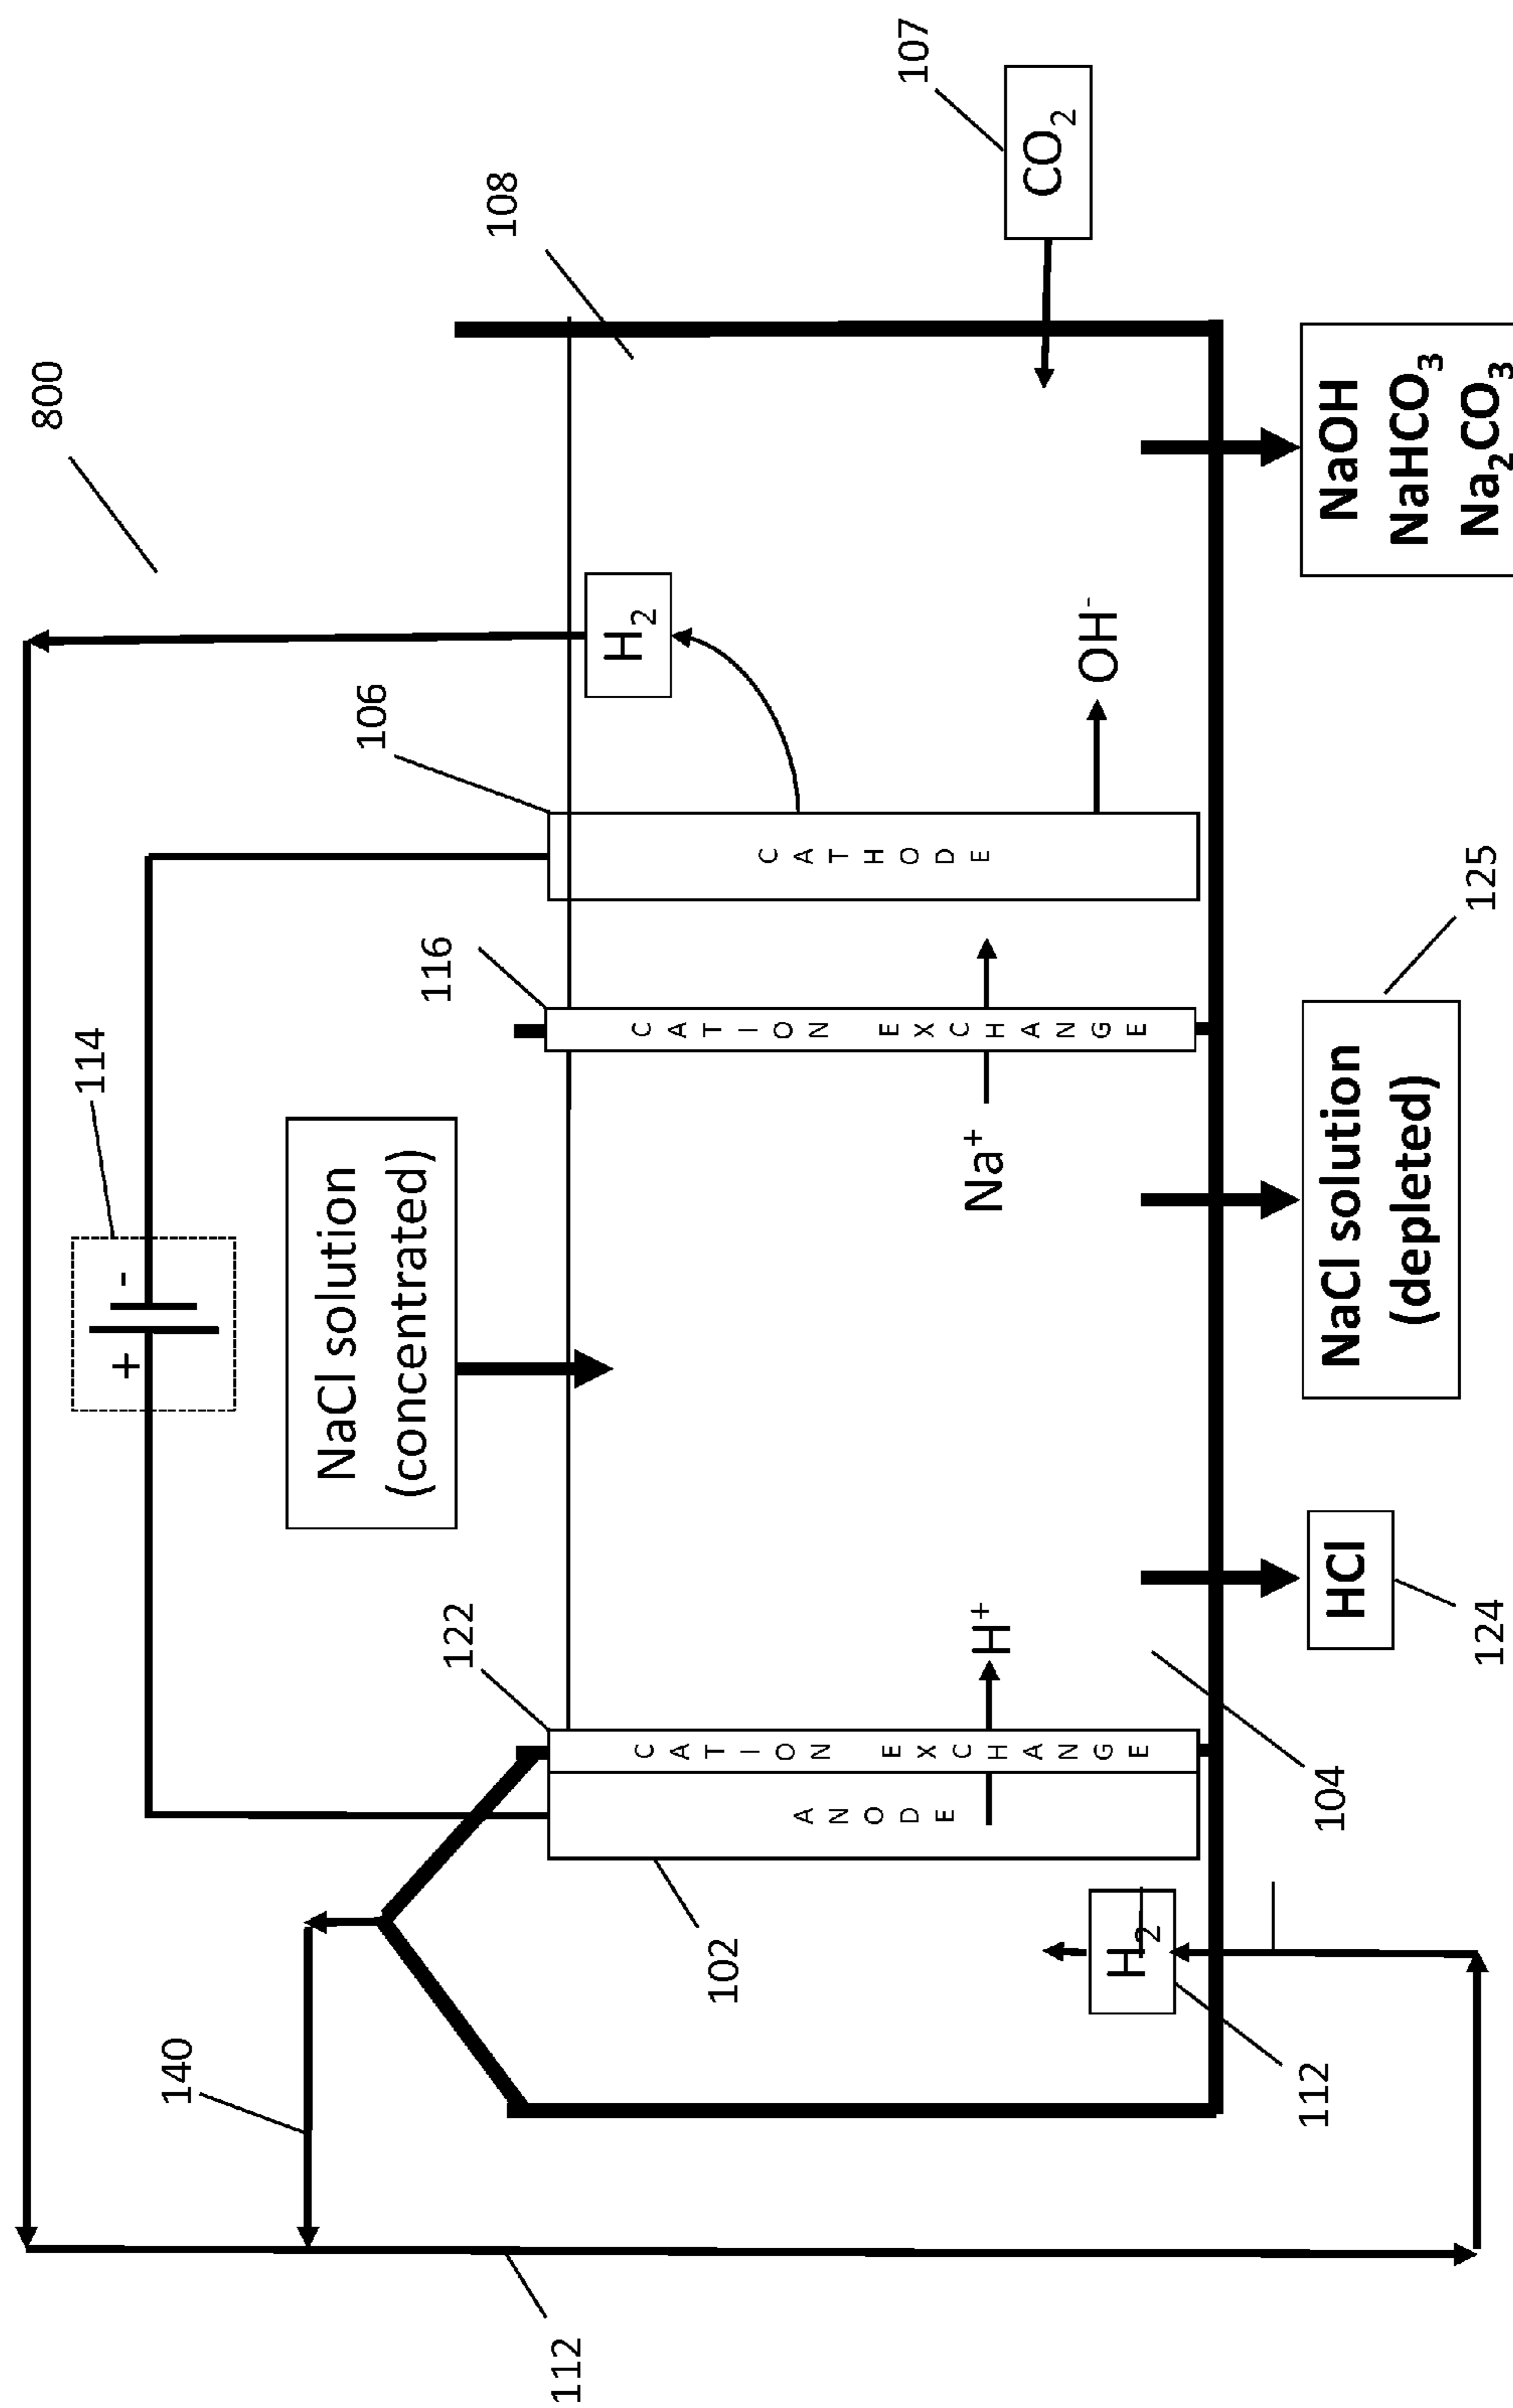 800
114
+ -
NaCl solution
(concentrated)
140
122
116
106
108
107
H2
CO2
102
ANODE
CATION EXCHANGE
CATION EXCHANGE
CATHODE
H+
Na+
OH-
H2
112
112
104
HCl
124
NaCl solution
(depleted)
125
NaOH
NaHCO3
Na2CO3